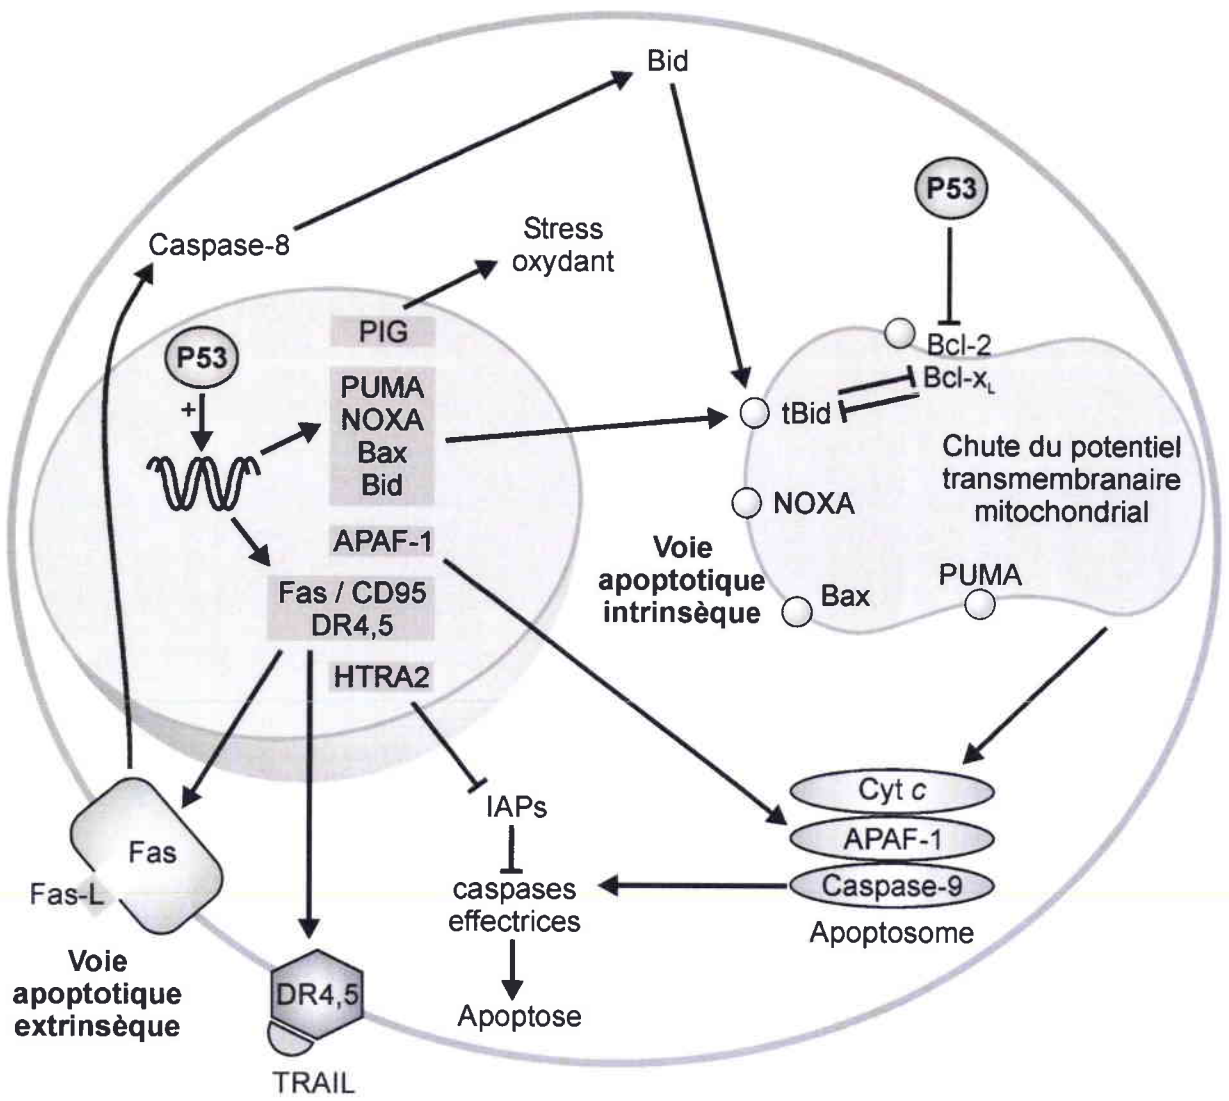 Bid
P53
Stress
oxydant
Caspase-8
PIG
P53
+
PUMA
NOXA
Bax
Bid
APAF-1
Fas / CD95
DR4,5
HTRA2
Bcl-2
Bcl-xL
tBid
Chute du potentiel
transmembranaire
mitochondrial
NOXA
Voie
apoptotique
intrinsèque
PUMA
Bax
Cyt c
APAF-1
Caspase-9
Apoptosome
IAPs
caspases
effectrices
Apoptose
Fas
Fas-L
Voie
apoptotique
extrinsèque
DR4,5
TRAIL